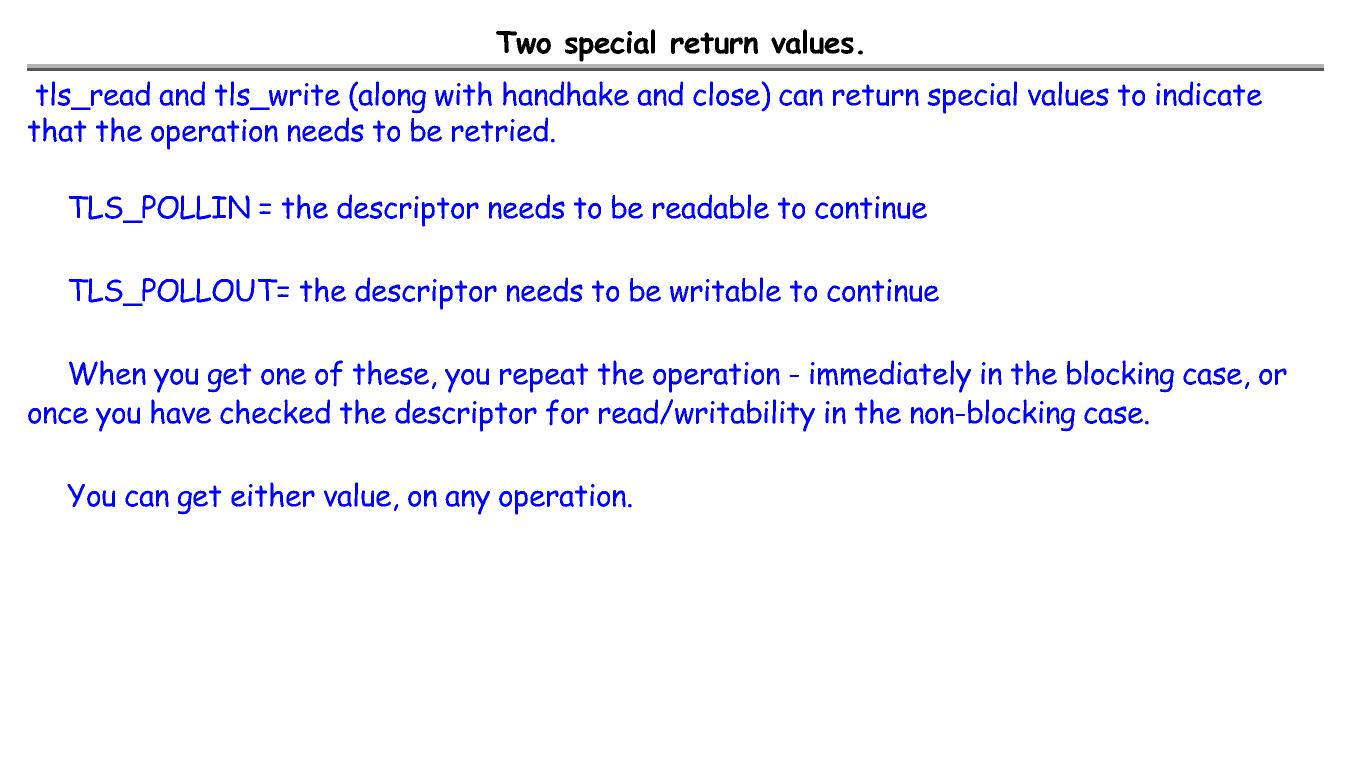 Two special return values.
tls_read and tls_write (along with handhake and close) can return special values to indicate
that the operation needs to be retried.
TLS_POLLIN = the descriptor needs to be readable to continue
TLS_POLLOUT= the descriptor needs to be writable to continue
When you get one of these, you repeat the operation - immediately in the blocking case, or
once you have checked the descriptor for read/writability in the non-blocking case.
You can get either value, on any operation.